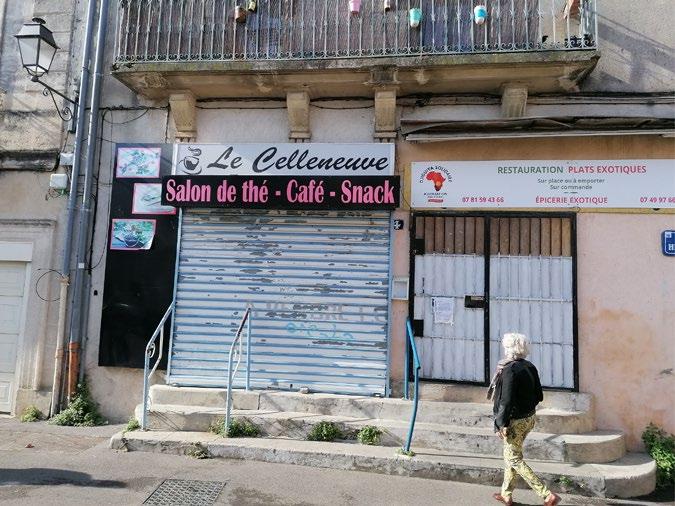 Le Celleneuve
Salon de thé - Café - Snack
RESTAURATION PLATS EXOTIQUES
Sur place ou à emporter
Sur commande
07 81 59 43 66
ÉPICERIE EXOTIQUE
07 49 97 66